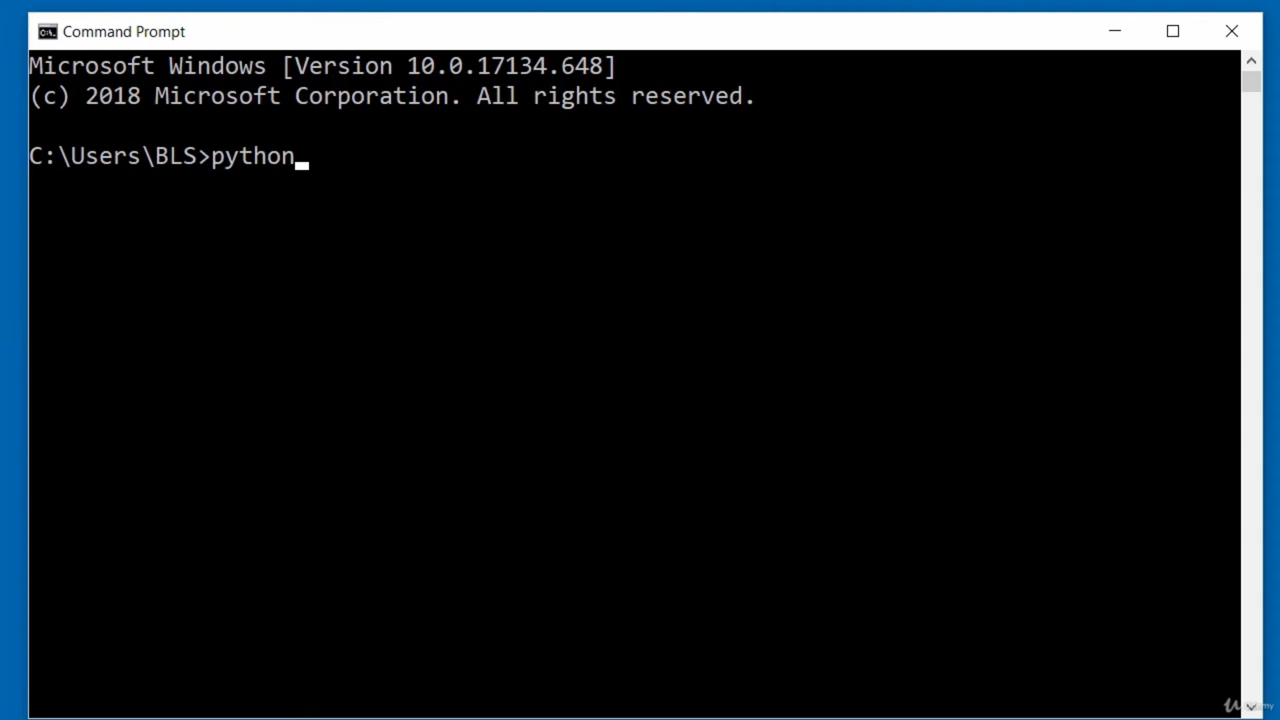 Command Prompt
Microsoft Windows [Version 10.0.17134.648]
(c) 2018 Microsoft Corporation. All rights reserved.
C:\Users\BLS>python